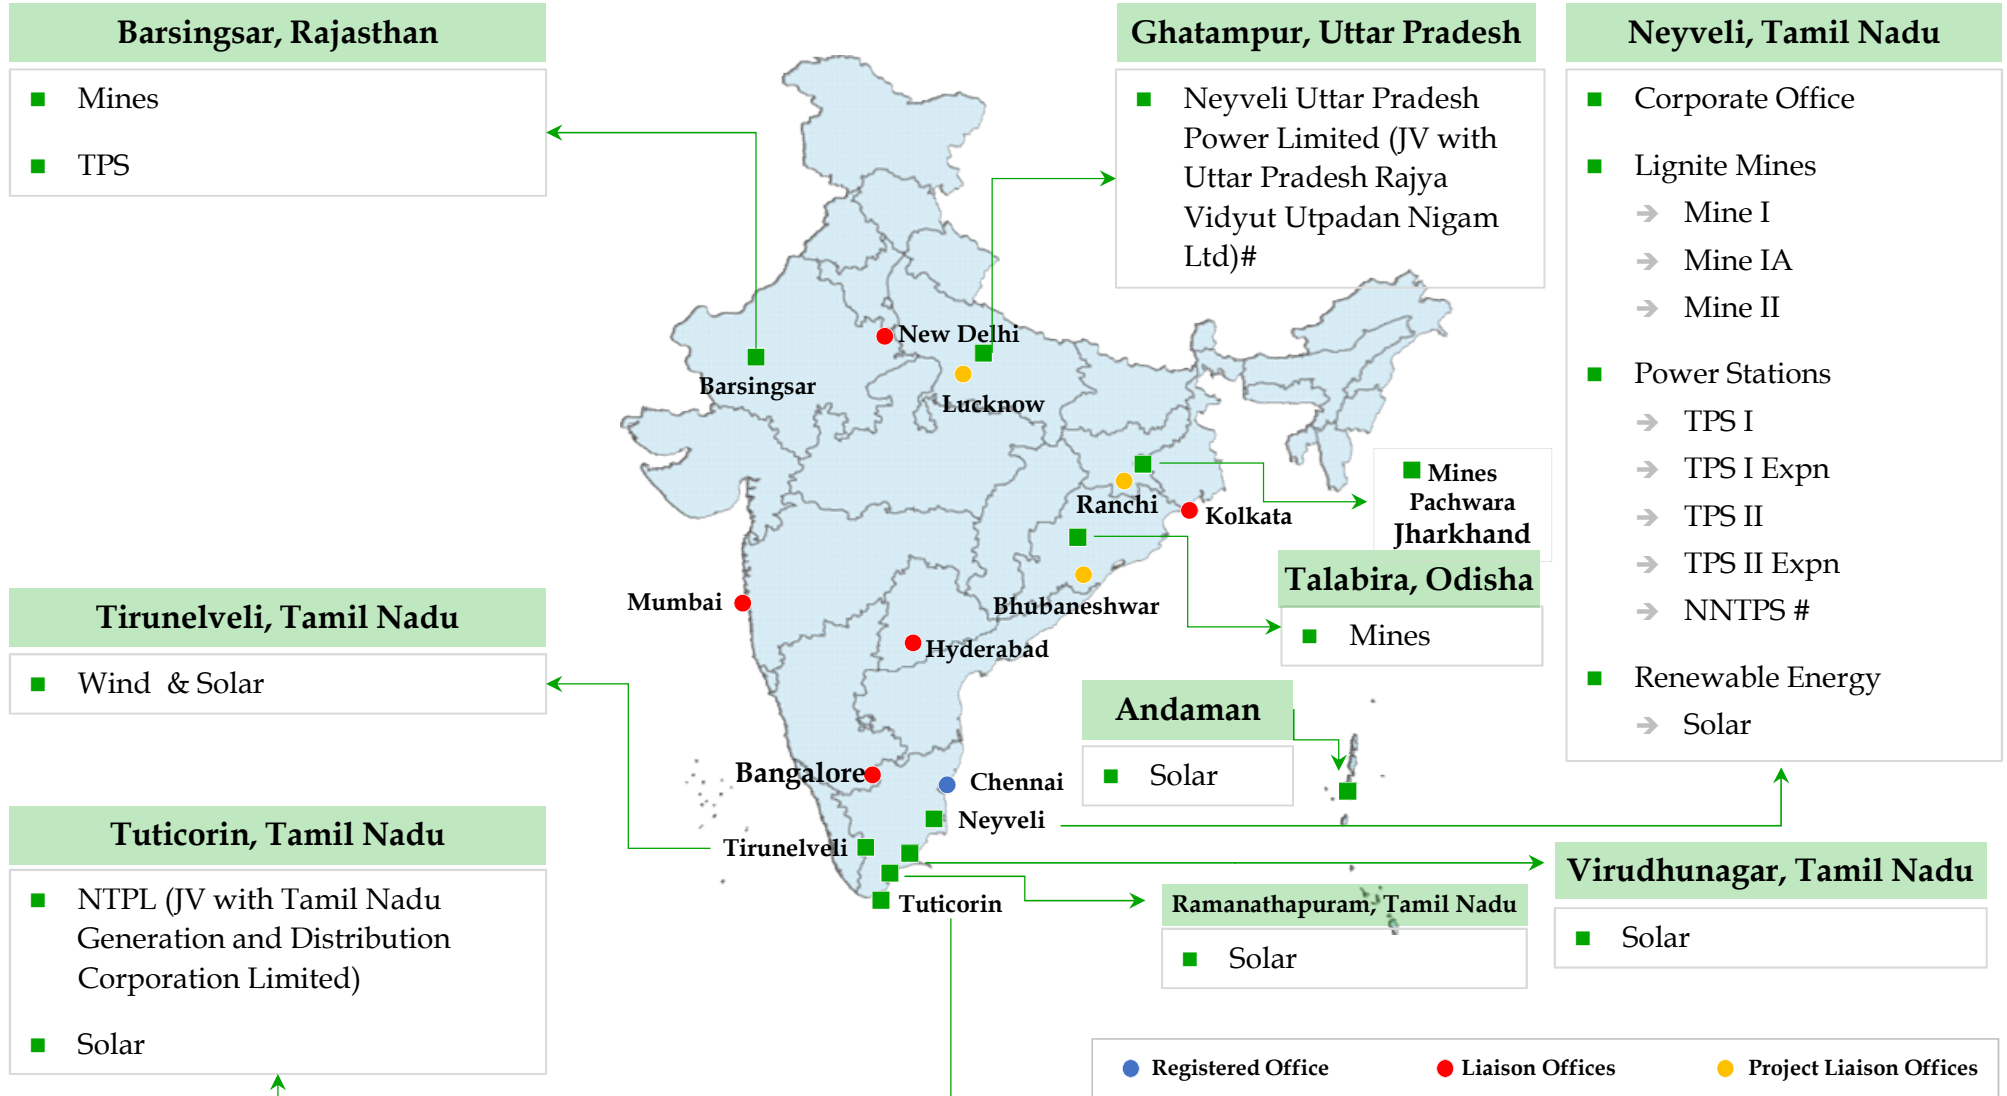 Barsingsar, Rajasthan
Mines
TPS
Ghatampur, Uttar Pradesh
Neyveli Uttar Pradesh
Power Limited (JV with
Uttar Pradesh Rajya
Vidyut Utpadan Nigam
Ltd)#
Neyveli, Tamil Nadu
Corporate Office
Lignite Mines
Mine I
Mine IA
Mine II
Power Stations
TPS I
TPS I Expn
TPS II
TPS II Expn
NNTPS #
Renewable Energy
Solar
New Delhi
Barsingsar
Lucknow
Ranchi
Kolkata
Mines
Pachwara
Jharkhand
Talabira, Odisha
Mines
Bhubaneshwar
Mumbai
Hyderabad
Tirunelveli, Tamil Nadu
Wind & Solar
Andaman
Solar
Bangalore
Chennai
Neyveli
Tirunelveli
Tuticorin
Tuticorin, Tamil Nadu
NTPL (JV with Tamil Nadu
Generation and Distribution
Corporation Limited)
Solar
Ramanathapuram, Tamil Nadu
Solar
Virudhunagar, Tamil Nadu
Solar
Registered Office
Liaison Offices
Project Liaison Offices